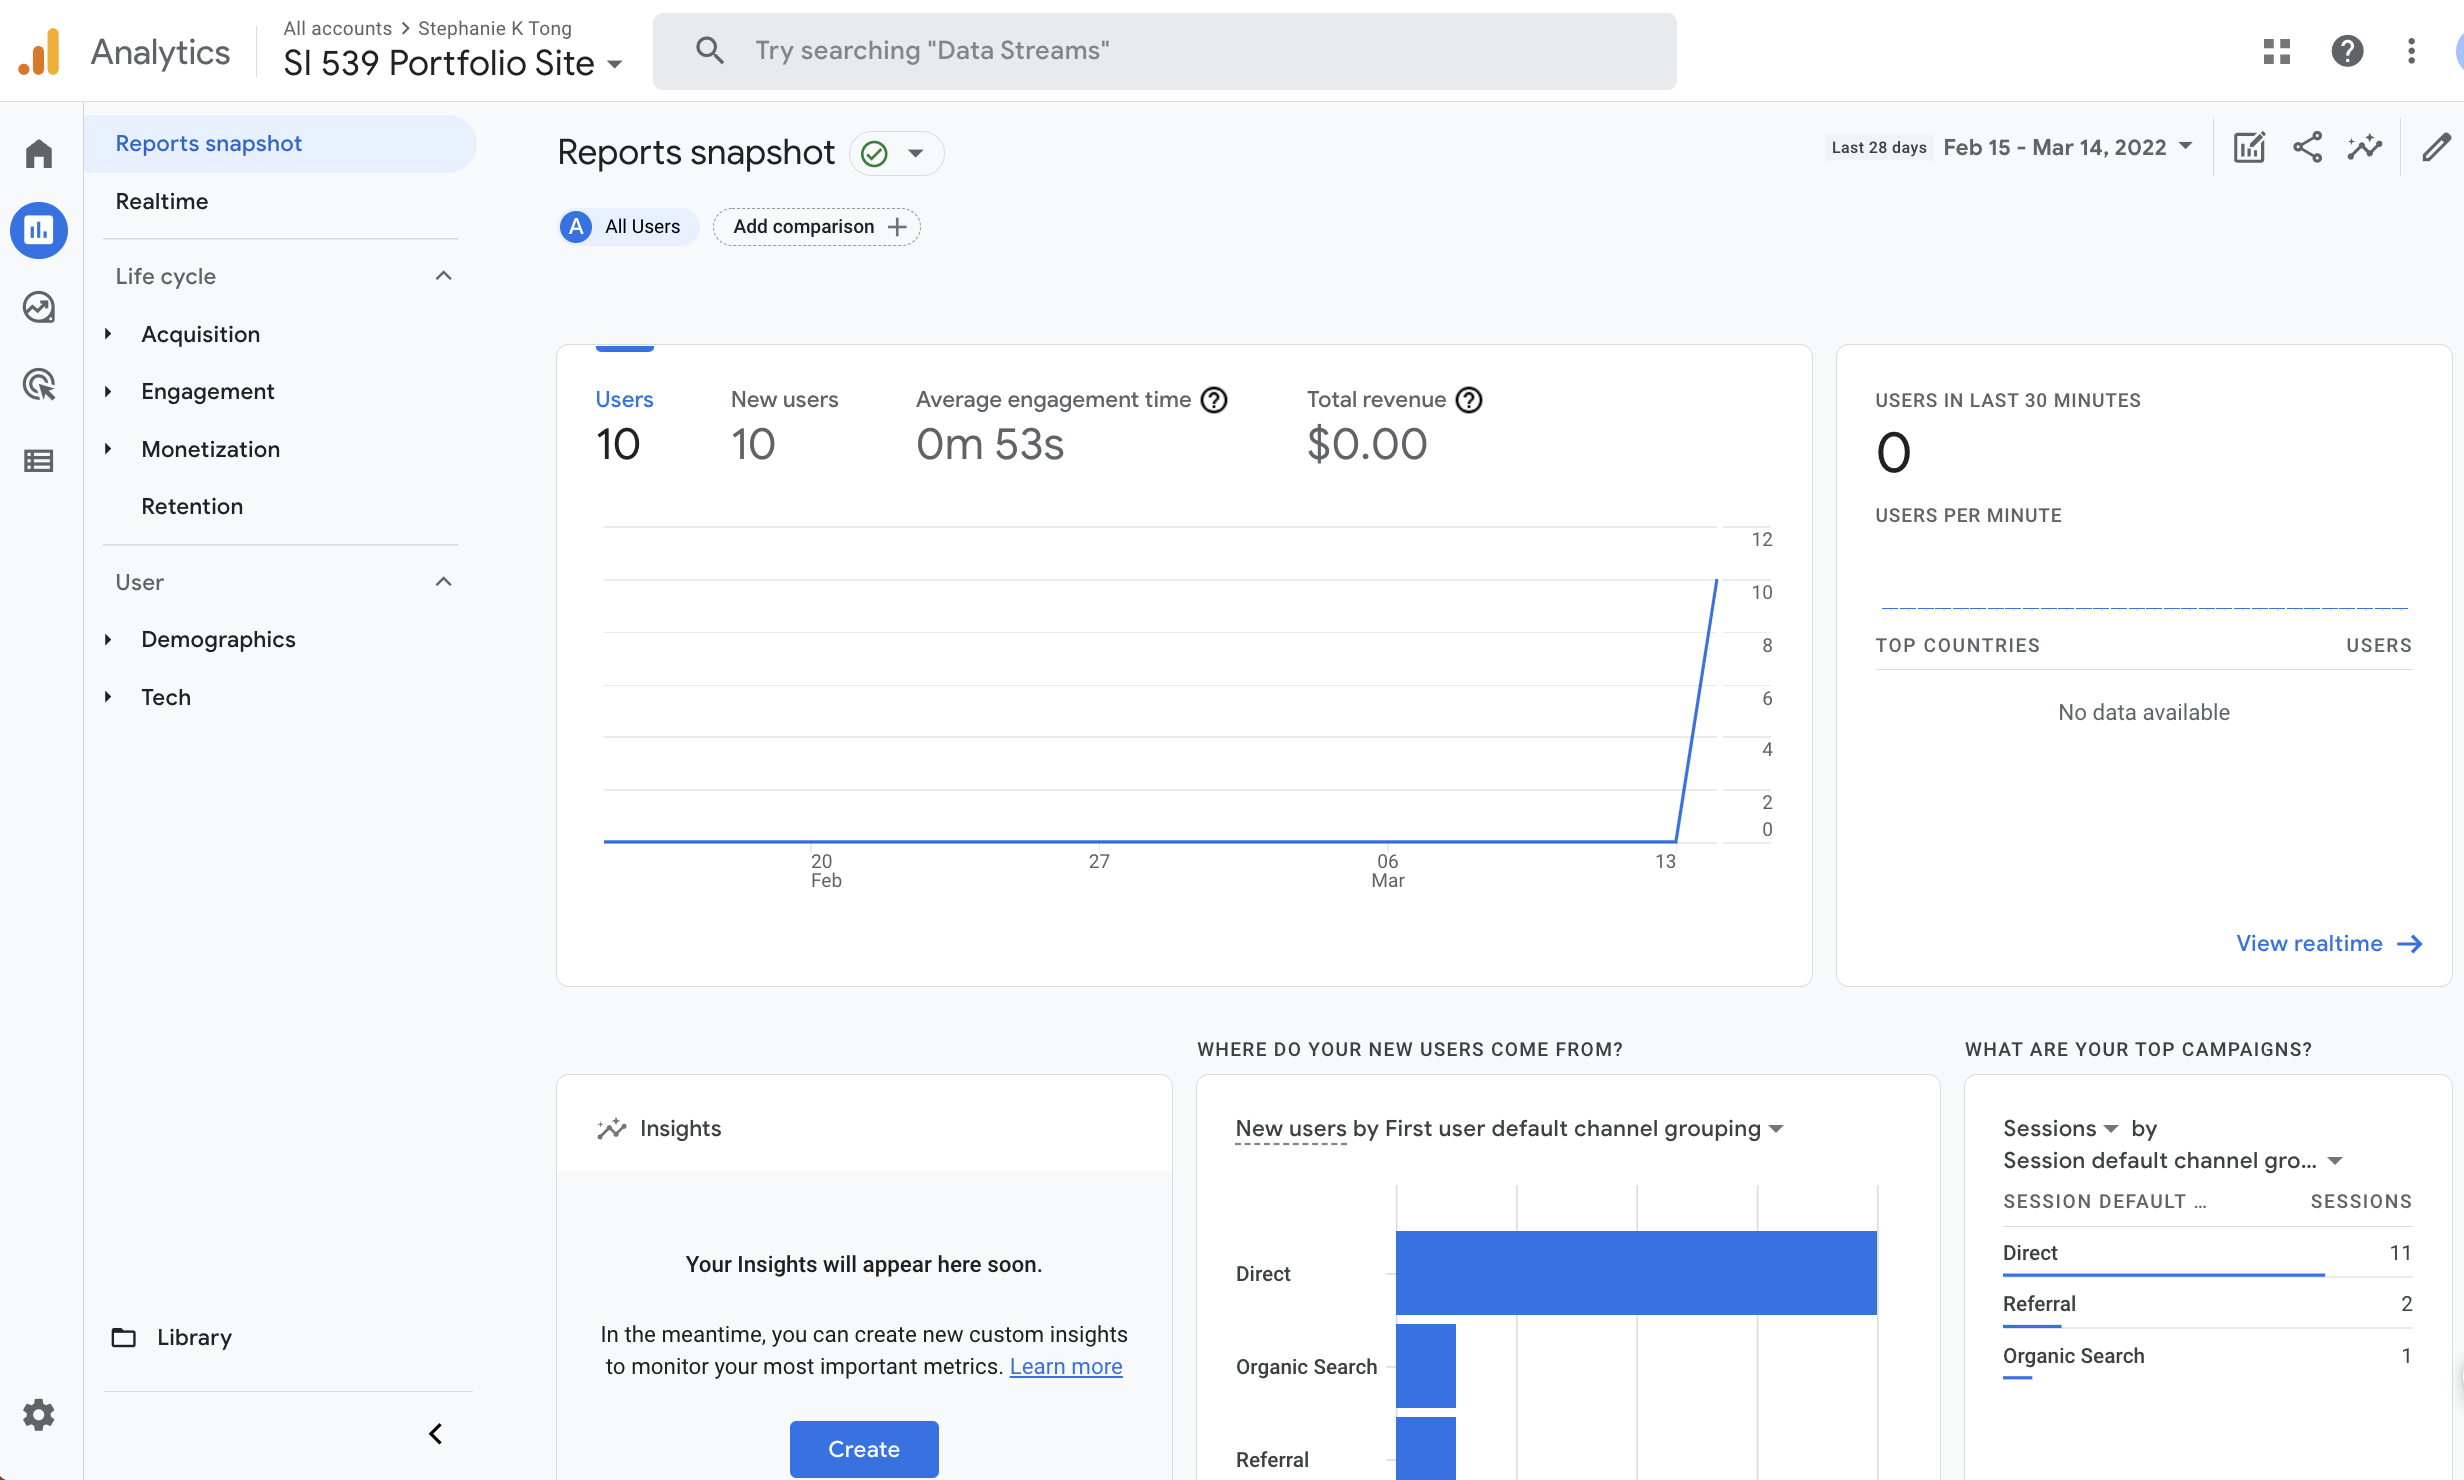 Analytics
All accounts > Stephanie K Tong
SI 539 Portfolio Site
Try searching "Data Streams"
Reports snapshot
Realtime
Life cycle
Acquisition
Engagement
Monetization
Retention
User
Demographics
Tech
Library
Reports snapshot
Last 28 days Feb 15 - Mar 14, 2022
A All Users
Add comparison +
Users
10
New users
10
Average engagement time
0m 53s
Total revenue
$0.00
12
10
8
6
4
2
0
20
Feb
27
06
Mar
13
USERS IN LAST 30 MINUTES
0
USERS PER MINUTE
TOP COUNTRIES USERS
No data available
View realtime
Insights
Your Insights will appear here soon.
In the meantime, you can create new custom insights
to monitor your most important metrics. Learn more
Create
WHERE DO YOUR NEW USERS COME FROM?
New users by First user default channel grouping
Direct
Organic Search
Referral
WHAT ARE YOUR TOP CAMPAIGNS?
Sessions by
Session default channel gro...
SESSION DEFAULT ... SESSIONS
Direct 11
Referral 2
Organic Search 1